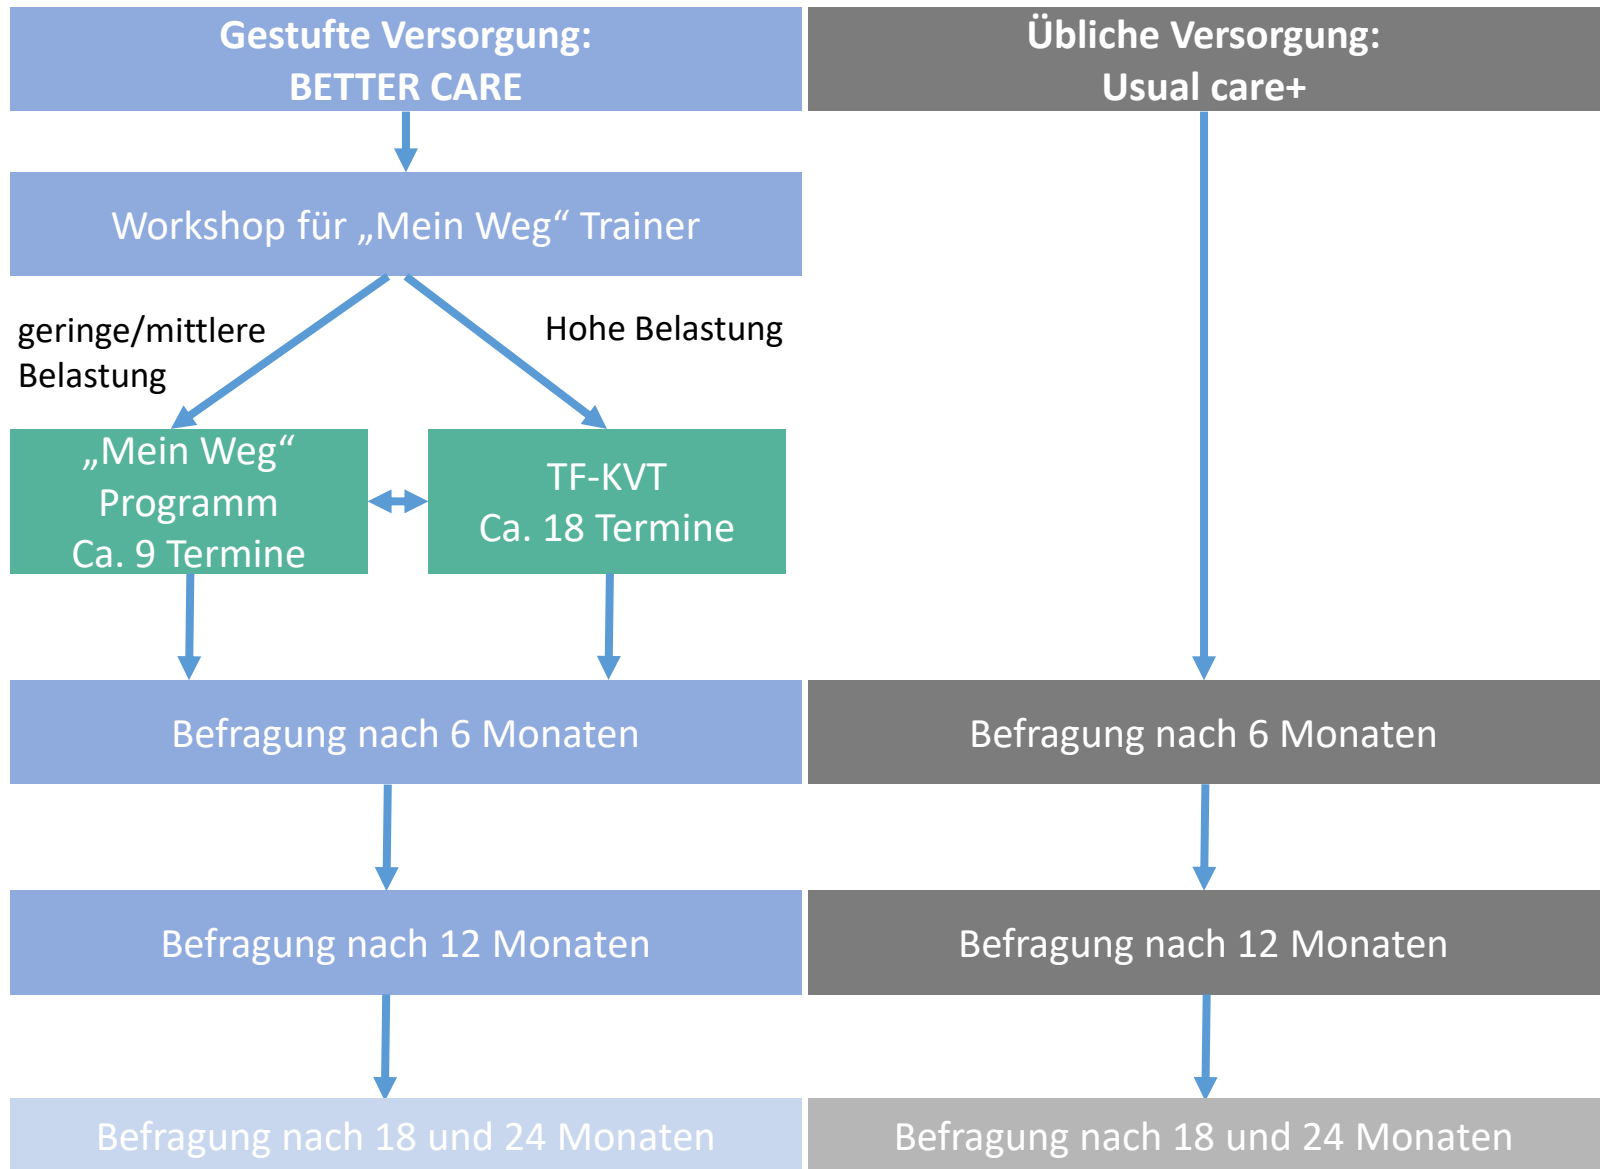 Gestufte Versorgung:
BETTER CARE
Übliche Versorgung:
Usual care+
Workshop für „Mein Weg“ Trainer
geringe/mittlere
Belastung
Hohe Belastung
„Mein Weg“
Programm
Ca. 9 Termine
TF-KVT
Ca. 18 Termine
Befragung nach 6 Monaten
Befragung nach 6 Monaten
Befragung nach 12 Monaten
Befragung nach 12 Monaten
Befragung nach 18 und 24 Monaten
Befragung nach 18 und 24 Monaten